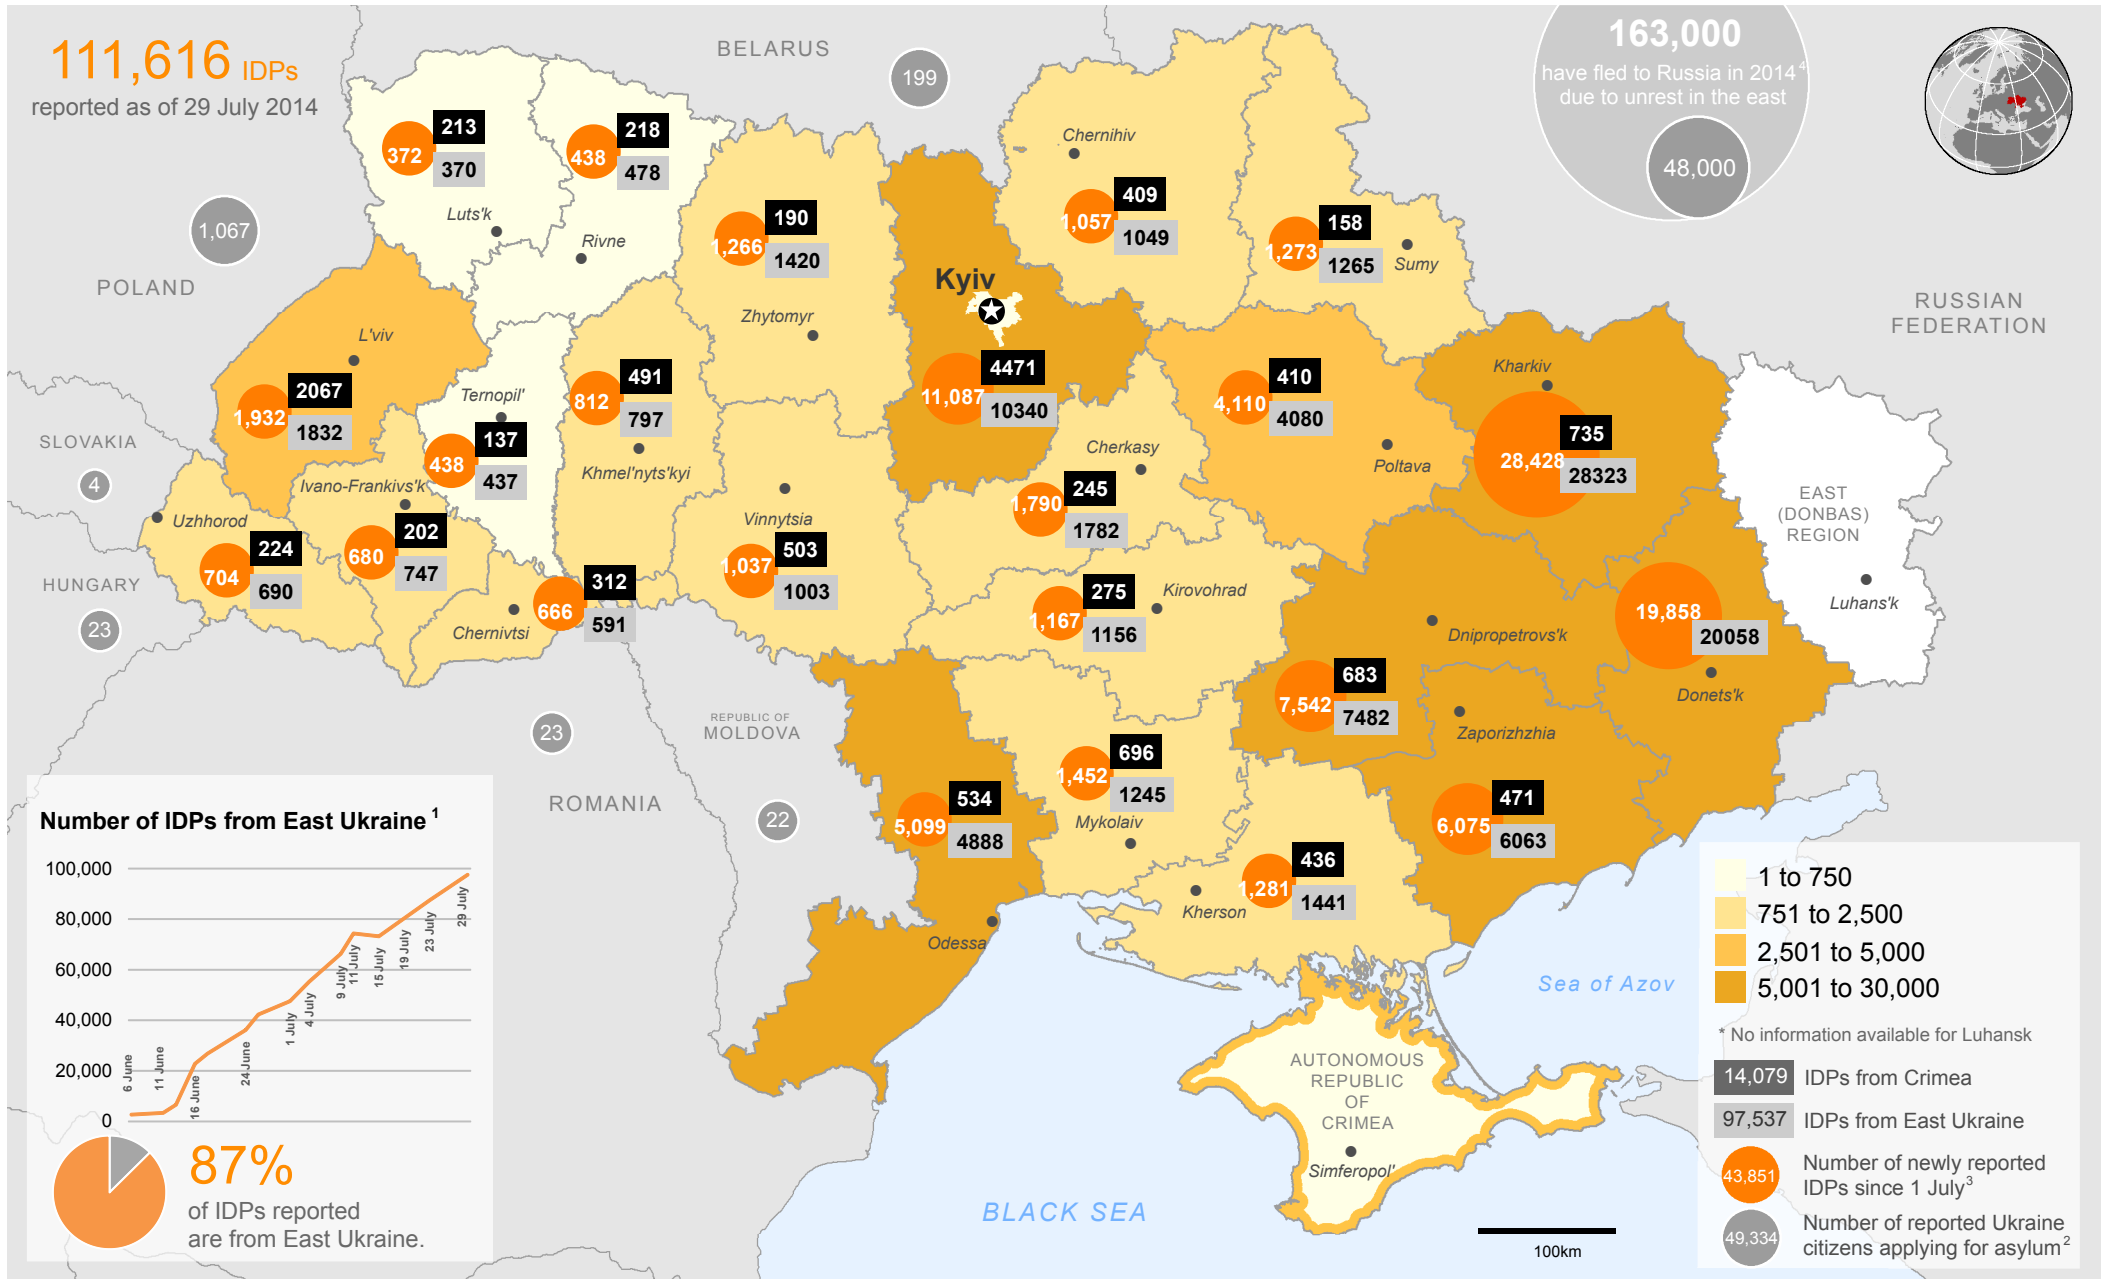 111,616 IDPs
reported as of 29 July 2014
BELARUS
199
163,000
have fled to Russia in 2014 4
due to unrest in the east
48,000
1,067
POLAND
RUSSIAN
FEDERATION
SLOVAKIA
4
HUNGARY
23
23
ROMANIA
REPUBLIC OF
MOLDOVA
22
213
372
370
Luts'k
218
438
478
Rivne
190
1,266
1420
Zhytomyr
Kyiv
4471
11,087
10340
Chernihiv
409
1,057
1049
158
1,273
1265
Sumy
L'viv
2067
1,932
1832
Ternopil'
137
438
437
491
812
797
Khmel'nyts'kyi
410
4,110
4080
Poltava
Kharkiv
735
28,428
28323
EAST
(DONBAS)
REGION
Luhans'k
Cherkasy
245
1,790
1782
Ivano-Frankivs'k
202
680
747
Uzhhorod
224
704
690
312
666
591
Chernivtsi
Vinnytsia
503
1,037
1003
275
Kirovohrad
1,167
1156
Dnipropetrovs'k
683
7,542
7482
19,858
20058
Donets'k
Zaporizhzhia
471
6,075
6063
696
1,452
1245
Mykolaiv
534
5,099
4888
Odessa
436
1,281
1441
Kherson
Sea of Azov
AUTONOMOUS
REPUBLIC
OF
CRIMEA
Simferopol'
BLACK SEA
100km
Number of IDPs from East Ukraine 1
100,000
80,000
60,000
40,000
20,000
0
6 June
11 June
16 June
24 June
1 July
4 July
9 July
11 July
15 July
19 July
23 July
29 July
87%
of IDPs reported
are from East Ukraine.
1 to 750
751 to 2,500
2,501 to 5,000
5,001 to 30,000
* No information available for Luhansk
14,079 IDPs from Crimea
97,537 IDPs from East Ukraine
43,851 Number of newly reported
IDPs since 1 July 3
49,334 Number of reported Ukraine
citizens applying for asylum 2